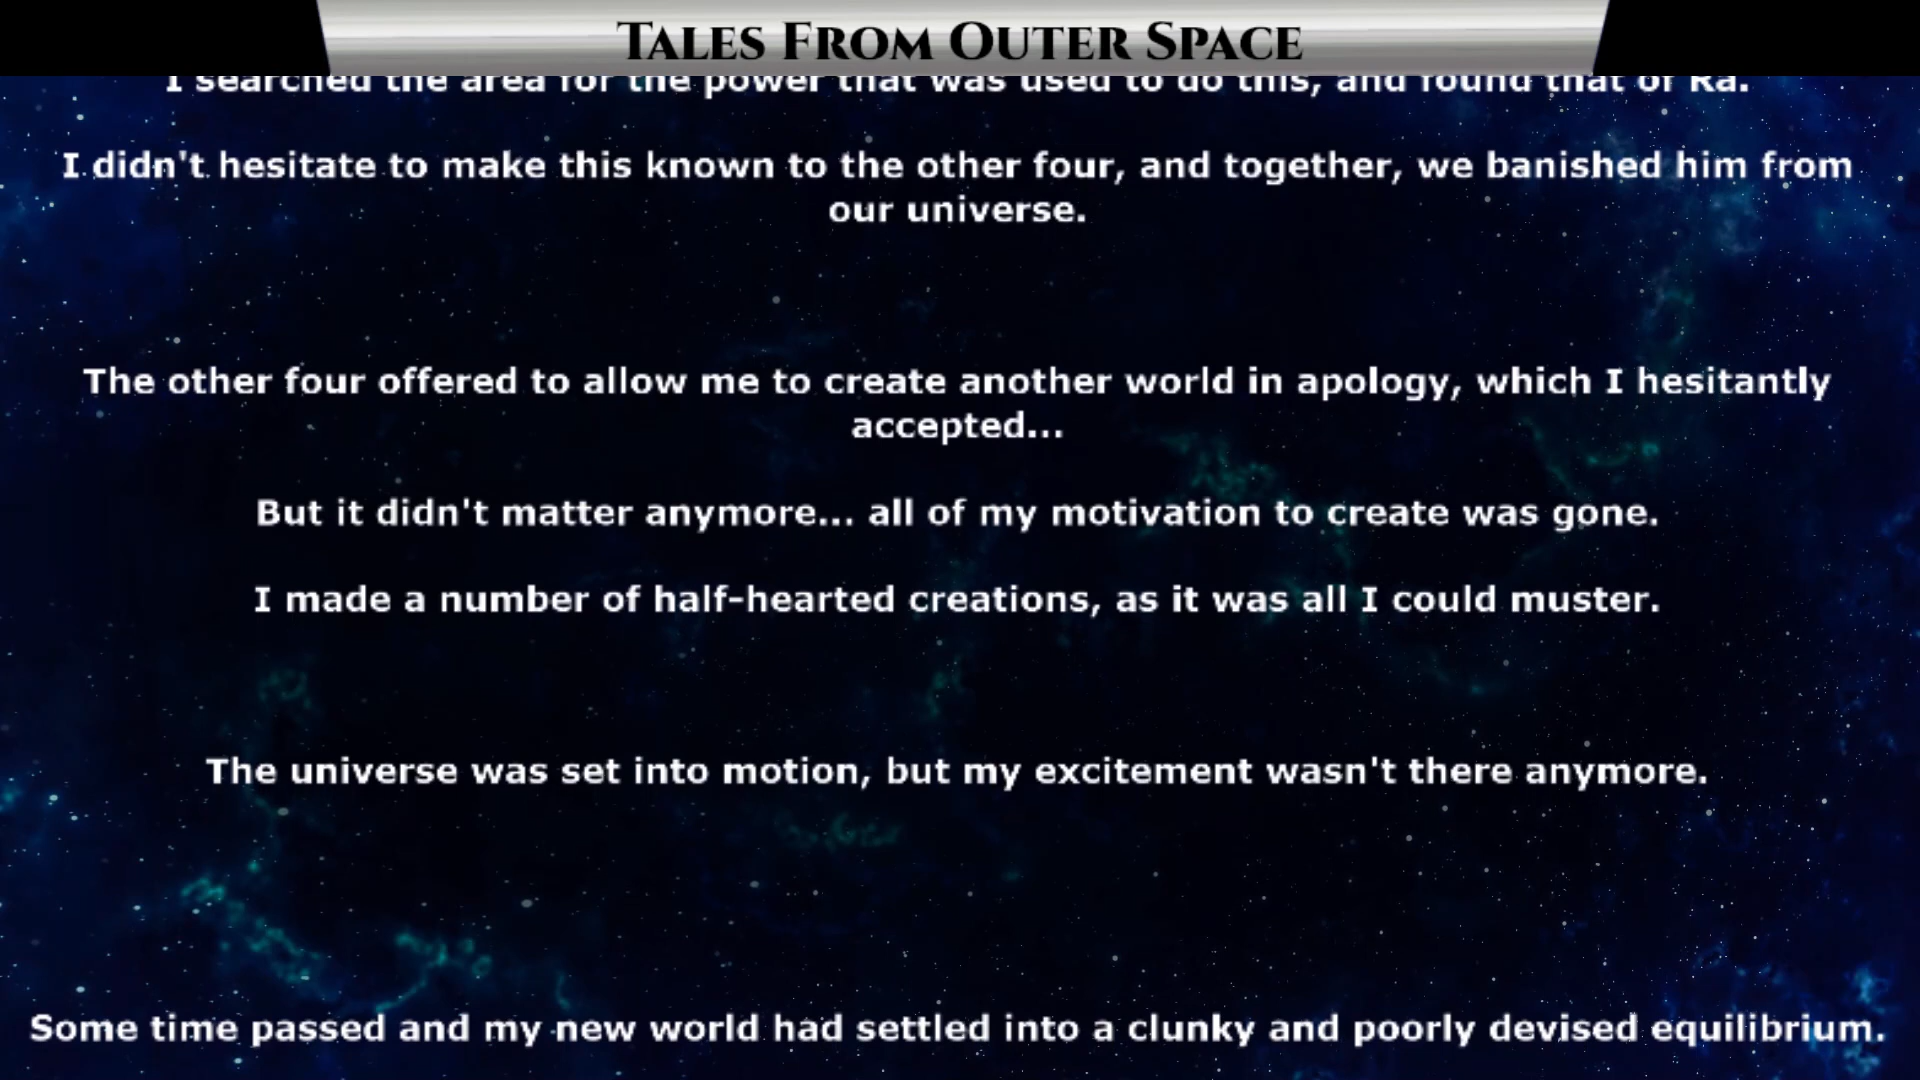 Tales From Outer Space
I searched the area for the power that was used to do this, and found that of Ra.
I didn't hesitate to make this known to the other four, and together, we banished him from
our universe.
The other four offered to allow me to create another world in apology, which I hesitantly
accepted...
But it didn't matter anymore... all of my motivation to create was gone.
I made a number of half-hearted creations, as it was all I could muster.
The universe was set into motion, but my excitement wasn't there anymore.
Some time passed and my new world had settled into a clunky and poorly devised equilibrium.